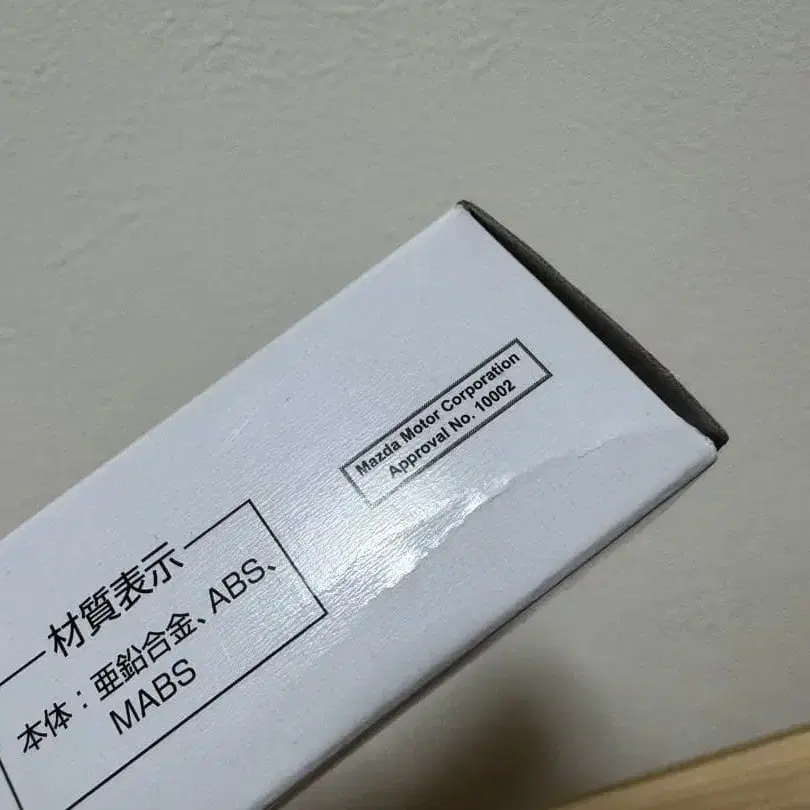 Mazda Motor Corporation
Approval No. 10002
材質表示
本体：亜鉛合金、ABS、
MABS